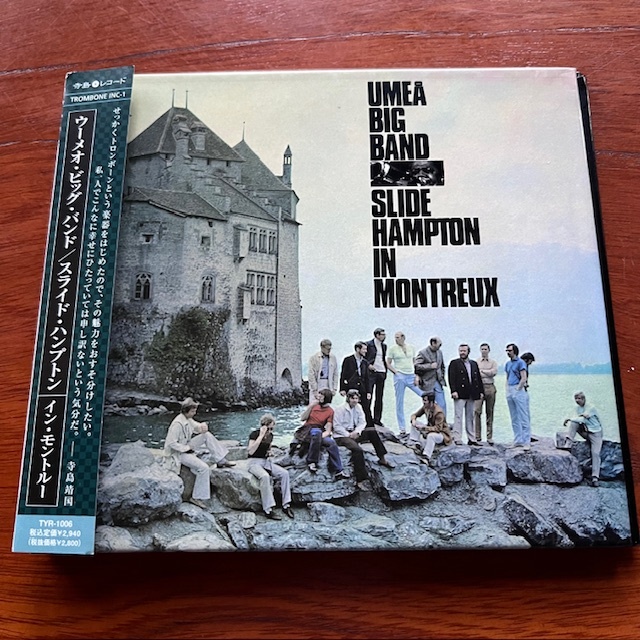 寺島レコード
TROMBONE INC-1
ウーメオ・ビッグ・バンド/スライド・ハンプトン
イン・モントルー
せっかくトロンボーンという楽器をはじめたので、その魅力をおすそ分けしたい。
私一人でこんなに幸せにひたっていては申し訳ないという気分だ。——寺島靖国
TYR-1006
税込定価¥2,940
(税抜価格¥2,800)
UMEÅ
BIG
BAND
SLIDE
HAMPTON
IN
MONTREUX